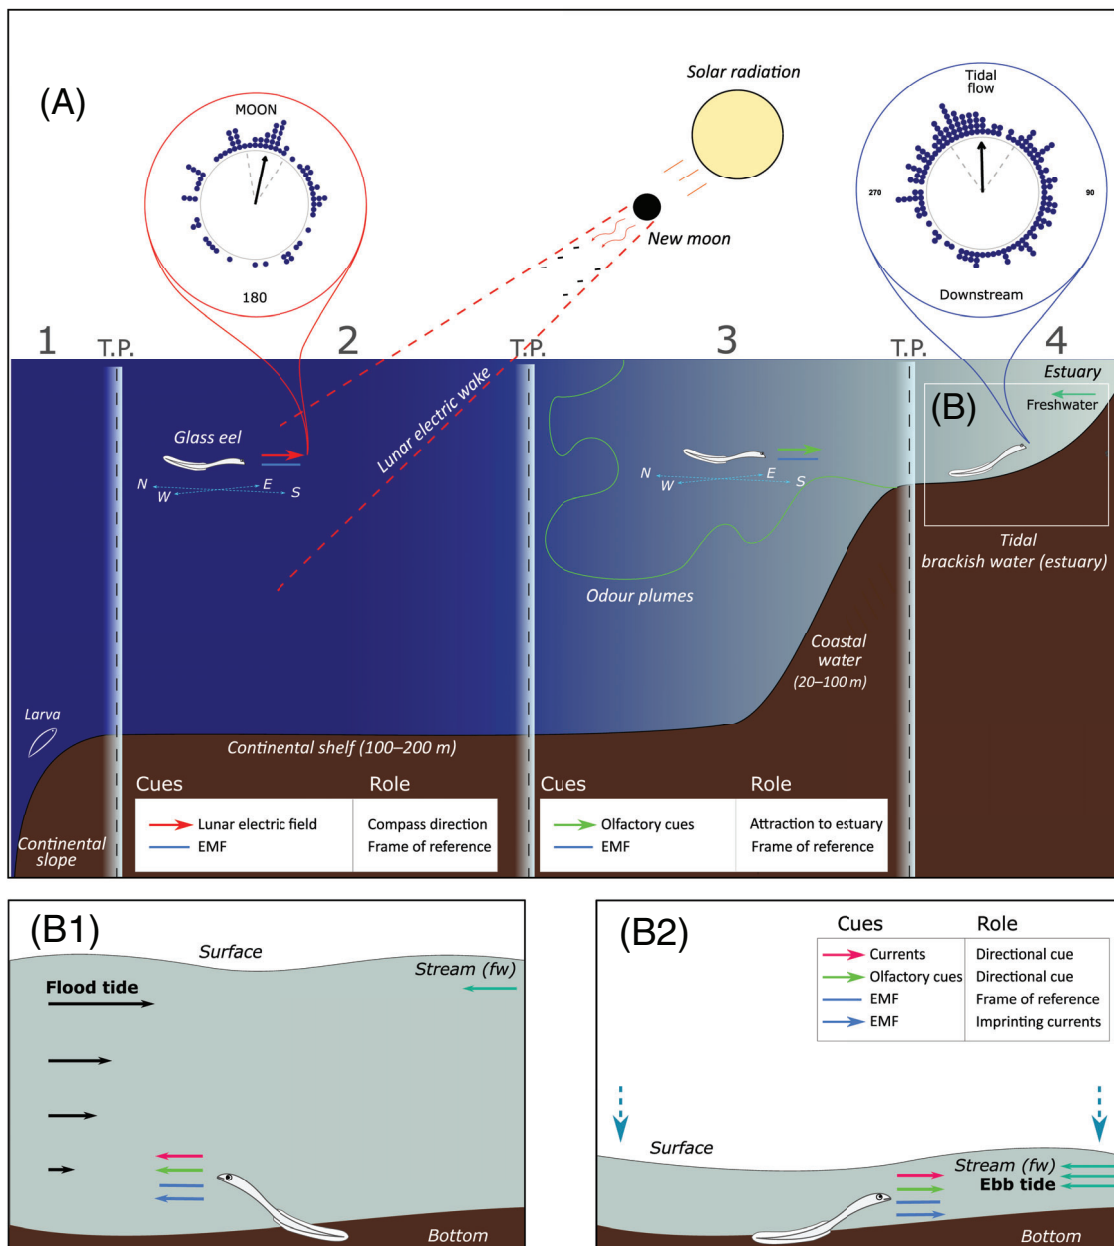 (A)
Solar radiation
New moon
MOON
180
Tidal
flow
270
90
Downstream
1
T.P.
2
T.P.
3
T.P.
4
Estuary
(B)
Freshwater
Glass eel
N
W
E
S
Lunar electric wake
N
W
E
S
Odour plumes
Tidal
brackish water (estuary)
Coastal
water
(20–100 m)
Larva
Continental shelf (100–200 m)
Continental
slope
Cues Role
Lunar electric field Compass direction
EMF Frame of reference
Cues Role
Olfactory cues Attraction to estuary
EMF Frame of reference
(B1)
Surface
Stream (fw)
Flood tide
Bottom
(B2)
Cues Role
Currents Directional cue
Olfactory cues Directional cue
EMF Frame of reference
EMF Imprinting currents
Surface
Stream (fw)
Ebb tide
Bottom